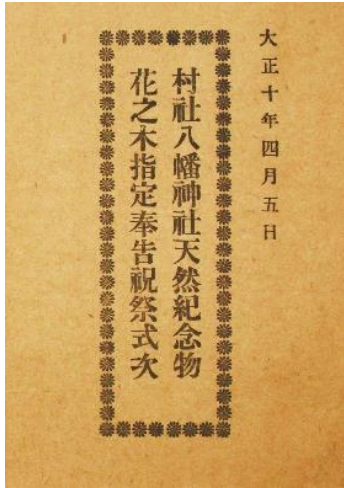 大正十年四月五日
村社八幡神社天然紀念物
花之木指定奉告祝祭式次